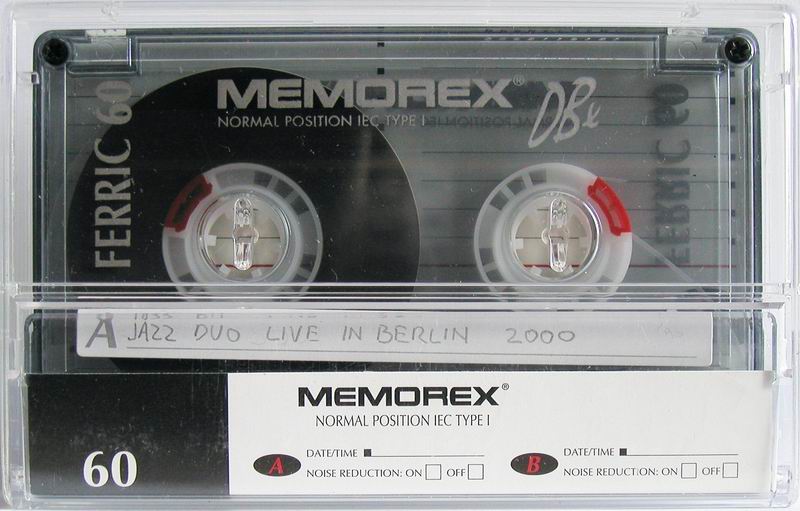 MEMOREX®
DBs
NORMAL POSITION IEC TYPE I
FERRIC 60
FERRIC 60
A JAZZ DUO LIVE IN BERLIN 2000
MEMOREX®
NORMAL POSITION IEC TYPE I
60
A DATE/TIME
NOISE REDUCTION: ON OFF
B DATE/TIME
NOISE REDUCTION: ON OFF